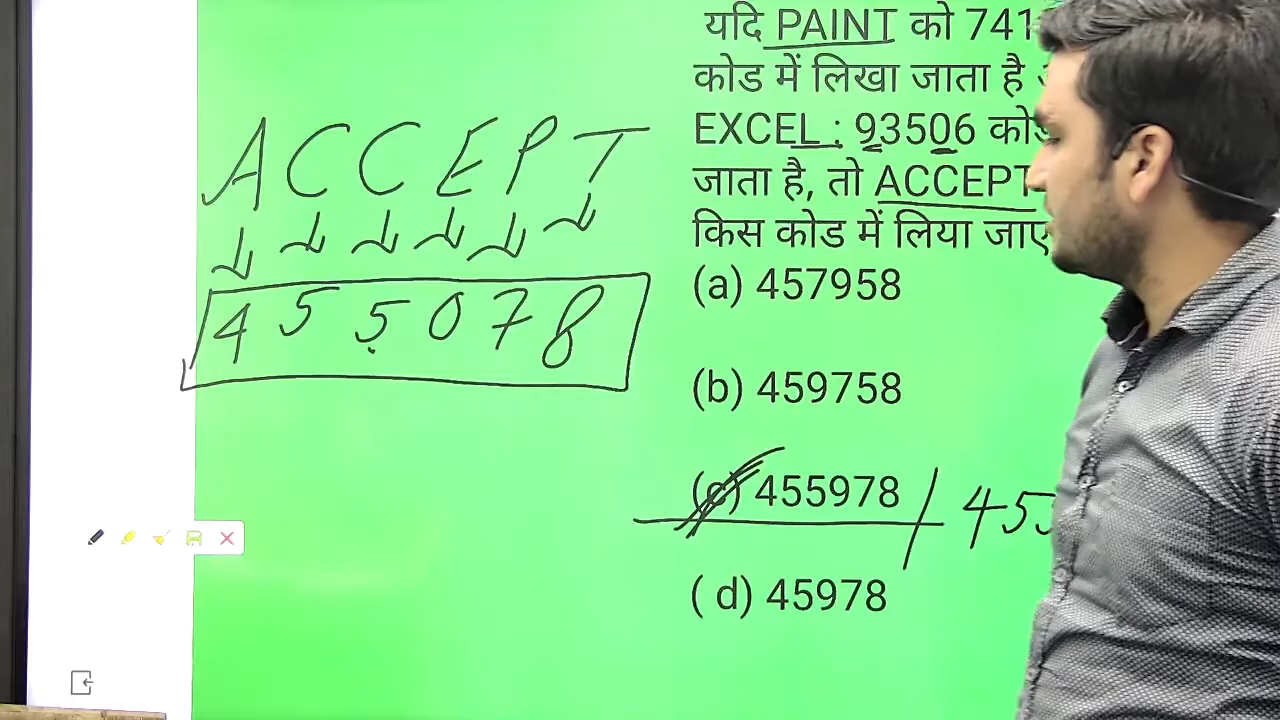 यदि PAINT को 741
कोड में लिखा जाता है
EXCEL : 93506
जाता है, तो ACCEPT
किस कोड में लिया
(a) 457958
(b) 459758
(c) 455978
(d) 45978
ACCEPT
455078